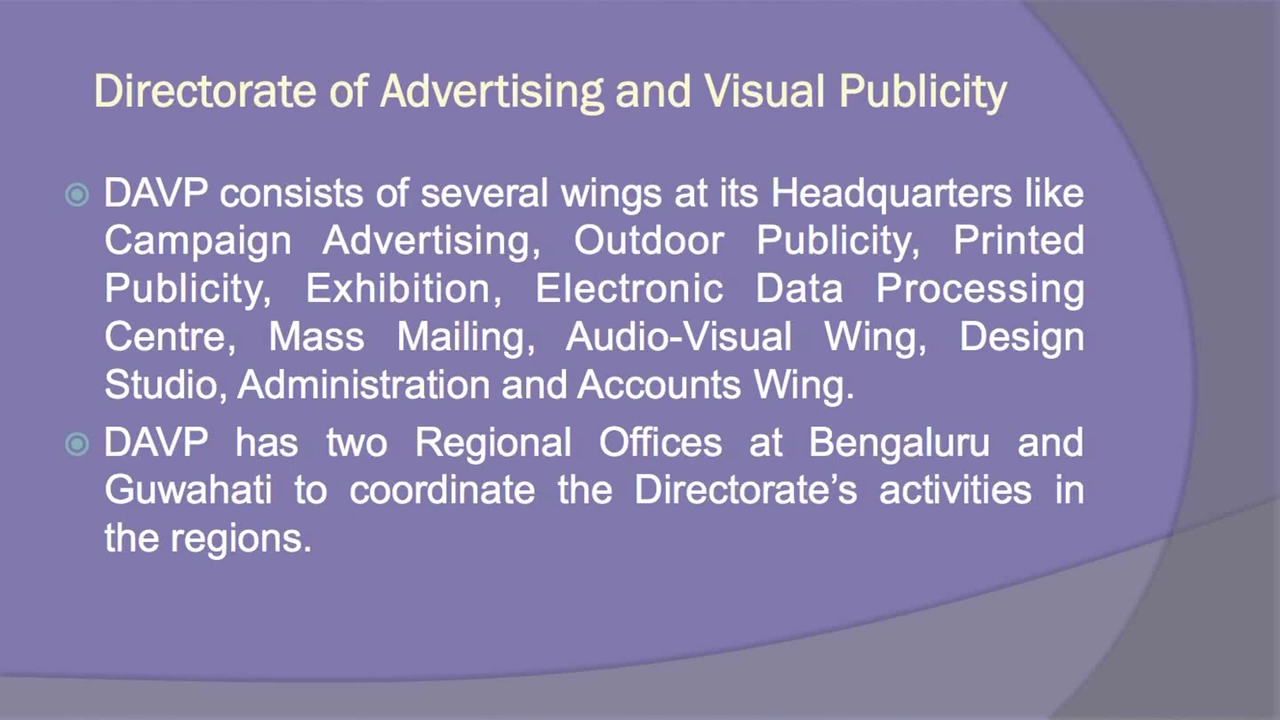 Directorate of Advertising and Visual Publicity
DAVP consists of several wings at its Headquarters like
Campaign Advertising, Outdoor Publicity, Printed
Publicity, Exhibition, Electronic Data Processing
Centre, Mass Mailing, Audio-Visual Wing, Design
Studio, Administration and Accounts Wing.
DAVP has two Regional Offices at Bengaluru and
Guwahati to coordinate the Directorate’s activities in
the regions.